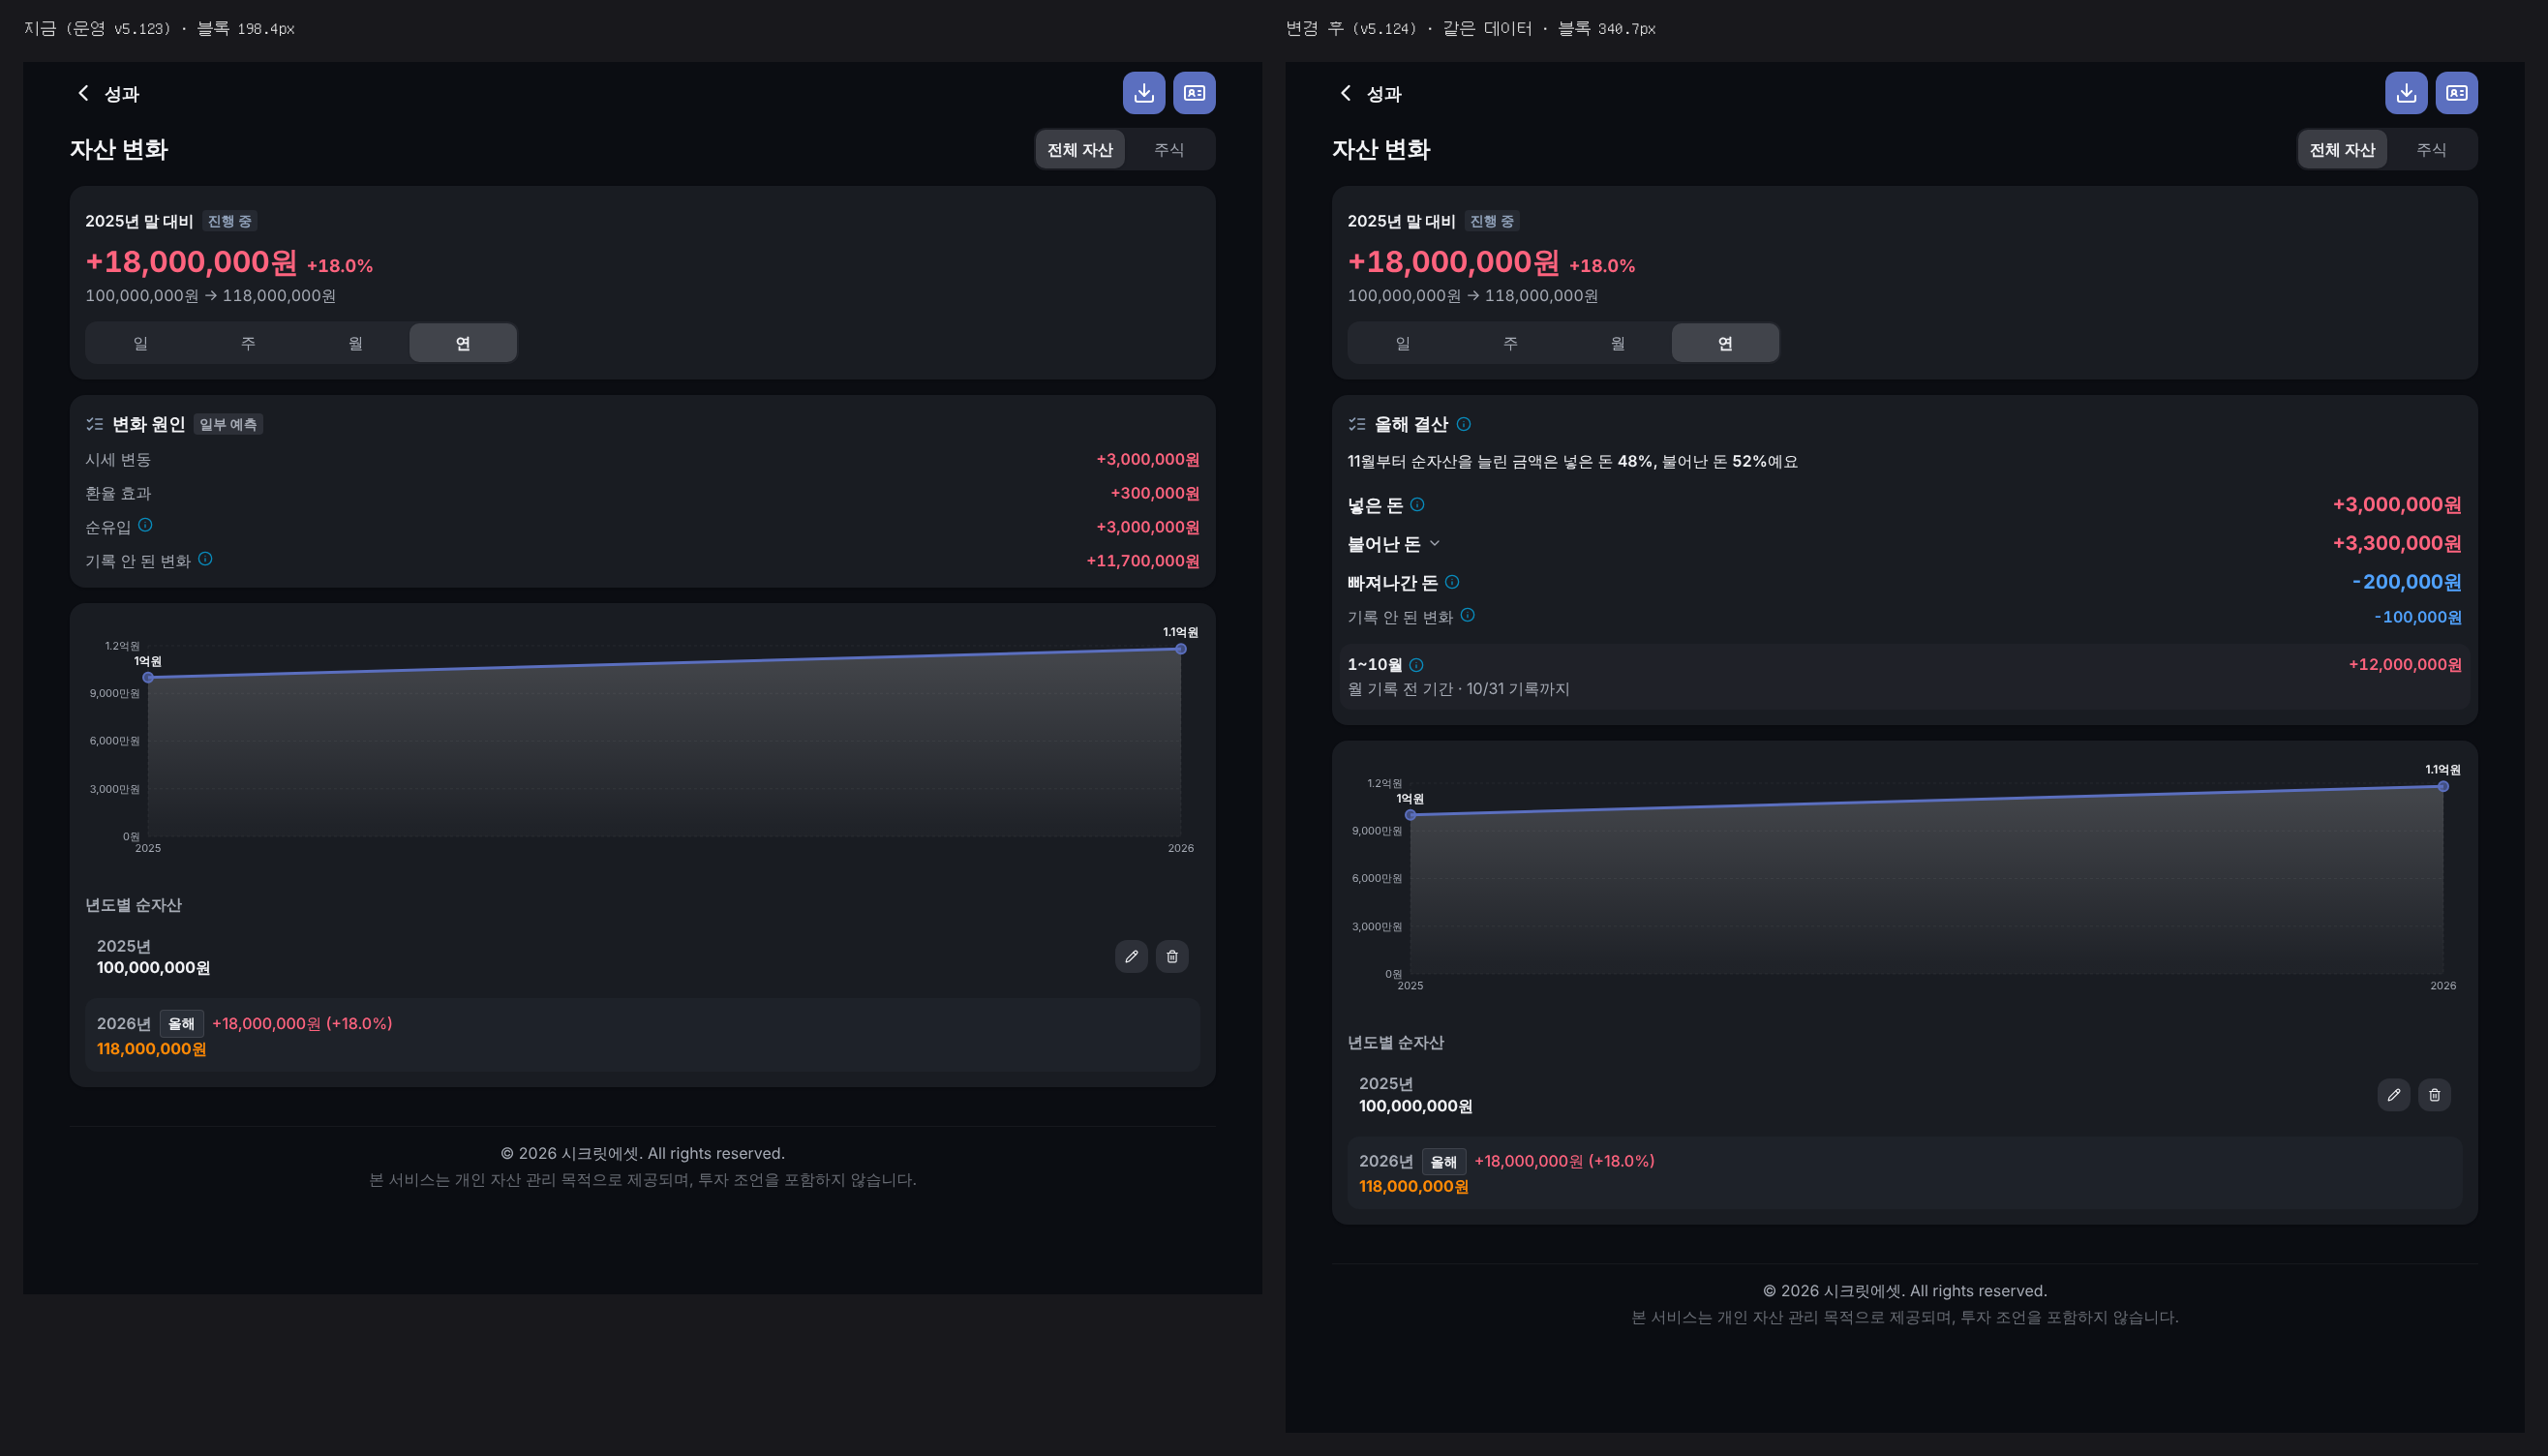 지금 (운영 v5.123) · 블록 198.4px
성과
자산 변화
전체 자산 주식
2025년 말 대비 진행 중
+18,000,000원 +18.0%
100,000,000원 → 118,000,000원
일 주 월 연
변화 원인 일부 예측
시세 변동 +3,000,000원
환율 효과 +300,000원
순유입 +3,000,000원
기록 안 된 변화 +11,700,000원
1.1억원
1.2억원
1억원
9,000만원
6,000만원
3,000만원
0원
2025 2026
년도별 순자산
2025년
100,000,000원
2026년 올해 +18,000,000원 (+18.0%)
118,000,000원
© 2026 시크릿에셋. All rights reserved.
본 서비스는 개인 자산 관리 목적으로 제공되며, 투자 조언을 포함하지 않습니다.
변경 후 (v5.124) · 같은 데이터 · 블록 340.7px
성과
자산 변화
전체 자산 주식
2025년 말 대비 진행 중
+18,000,000원 +18.0%
100,000,000원 → 118,000,000원
일 주 월 연
올해 결산
11월부터 순자산을 늘린 금액은 넣은 돈 48%, 불어난 돈 52%예요
넣은 돈 +3,000,000원
불어난 돈 +3,300,000원
빠져나간 돈 -200,000원
기록 안 된 변화 -100,000원
1~10월 +12,000,000원
월 기록 전 기간 · 10/31 기록까지
1.1억원
1.2억원
1억원
9,000만원
6,000만원
3,000만원
0원
2025 2026
년도별 순자산
2025년
100,000,000원
2026년 올해 +18,000,000원 (+18.0%)
118,000,000원
© 2026 시크릿에셋. All rights reserved.
본 서비스는 개인 자산 관리 목적으로 제공되며, 투자 조언을 포함하지 않습니다.